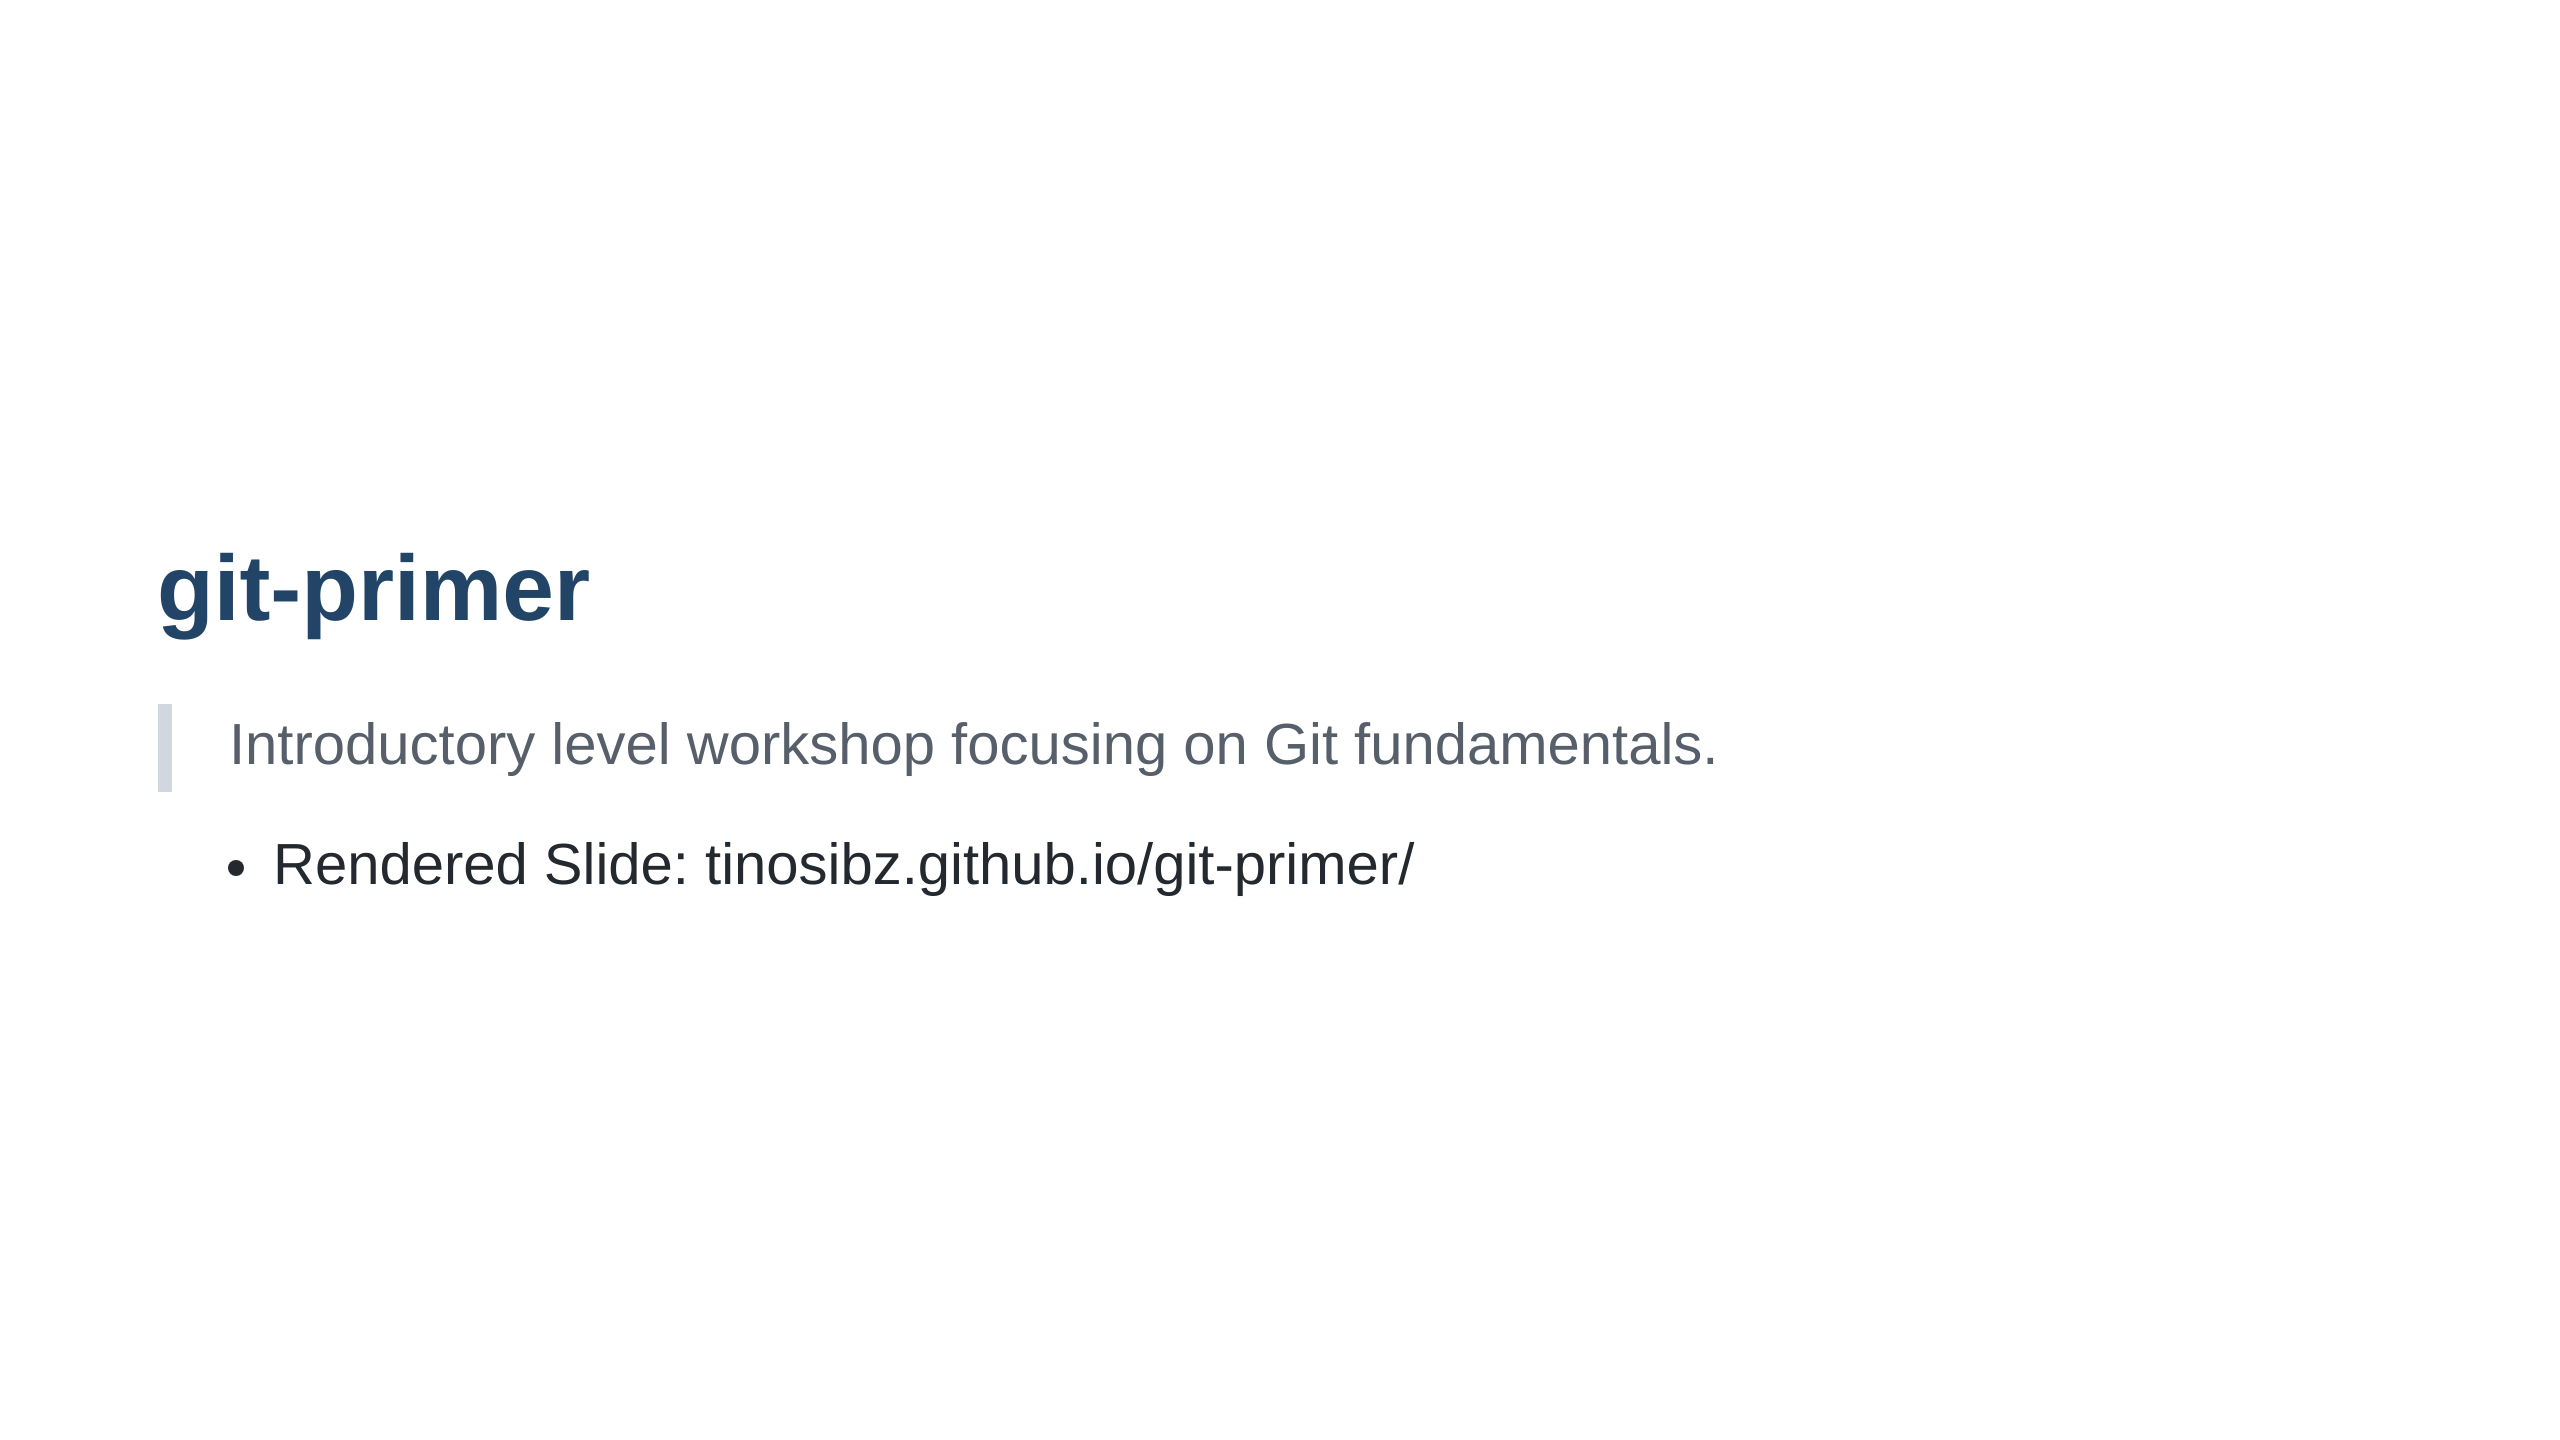 git-primer
Introductory level workshop focusing on Git fundamentals.
• Rendered Slide: tinosibz.github.io/git-primer/